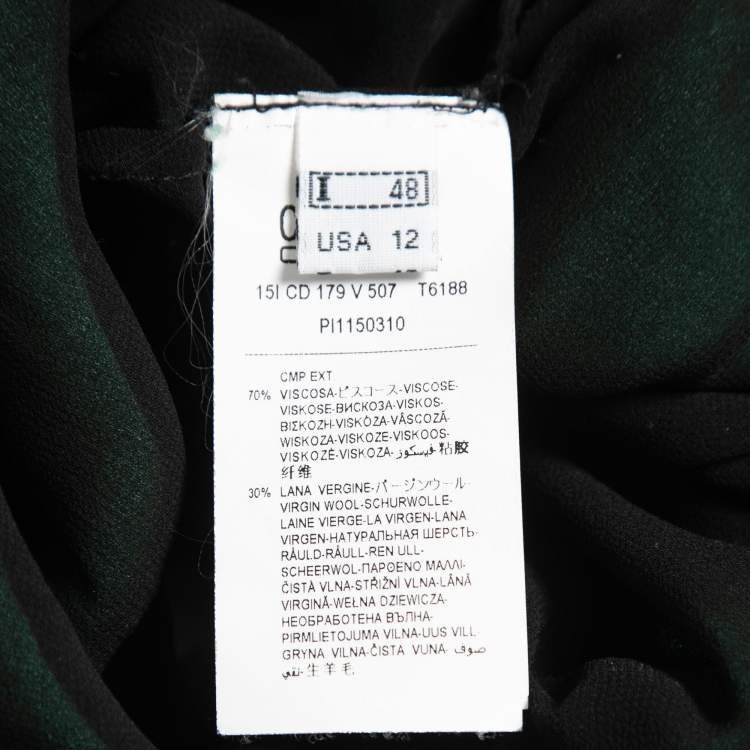 I 48
USA 12
15I CD 179 V 507 T6188
PI1150310
CMP EXT
70% VISCOSA-ビスコース-VISCOSE-
VISKOSE-ВИСКОЗА-VISKOS-
ΒΙΣΚΟΖΗ-VISKÓZA-VÂSCOZĂ-
WISKOZA-VISKOZE-VISKOOS-
VISKOZĖ-VISKOZA-فيسكوز-粘胶
纤维
30% LANA VERGINE-バージンウール-
VIRGIN WOOL-SCHURWOLLE-
LAINE VIERGE-LA VIRGEN-LANA
VIRGEN-НАТУРАЛЬНАЯ ШЕРСТЬ-
RÅULD-RÅULL-REN ULL-
SCHEERWOL-ΠΑΡΘΕΝΟ ΜΑΛΛΙ-
ČISTÁ VLNA-STŘIŽNÍ VLNA-LÂNĂ
VIRGINĂ-WEŁNA DZIEWICZA-
НЕОБРАБОТЕНА ВЪЛНА-
PIRMLIETOJUMA VILNA-UUS VILL
GRYNA VILNA-ČISTA VUNA- صوف
نقي-生羊毛